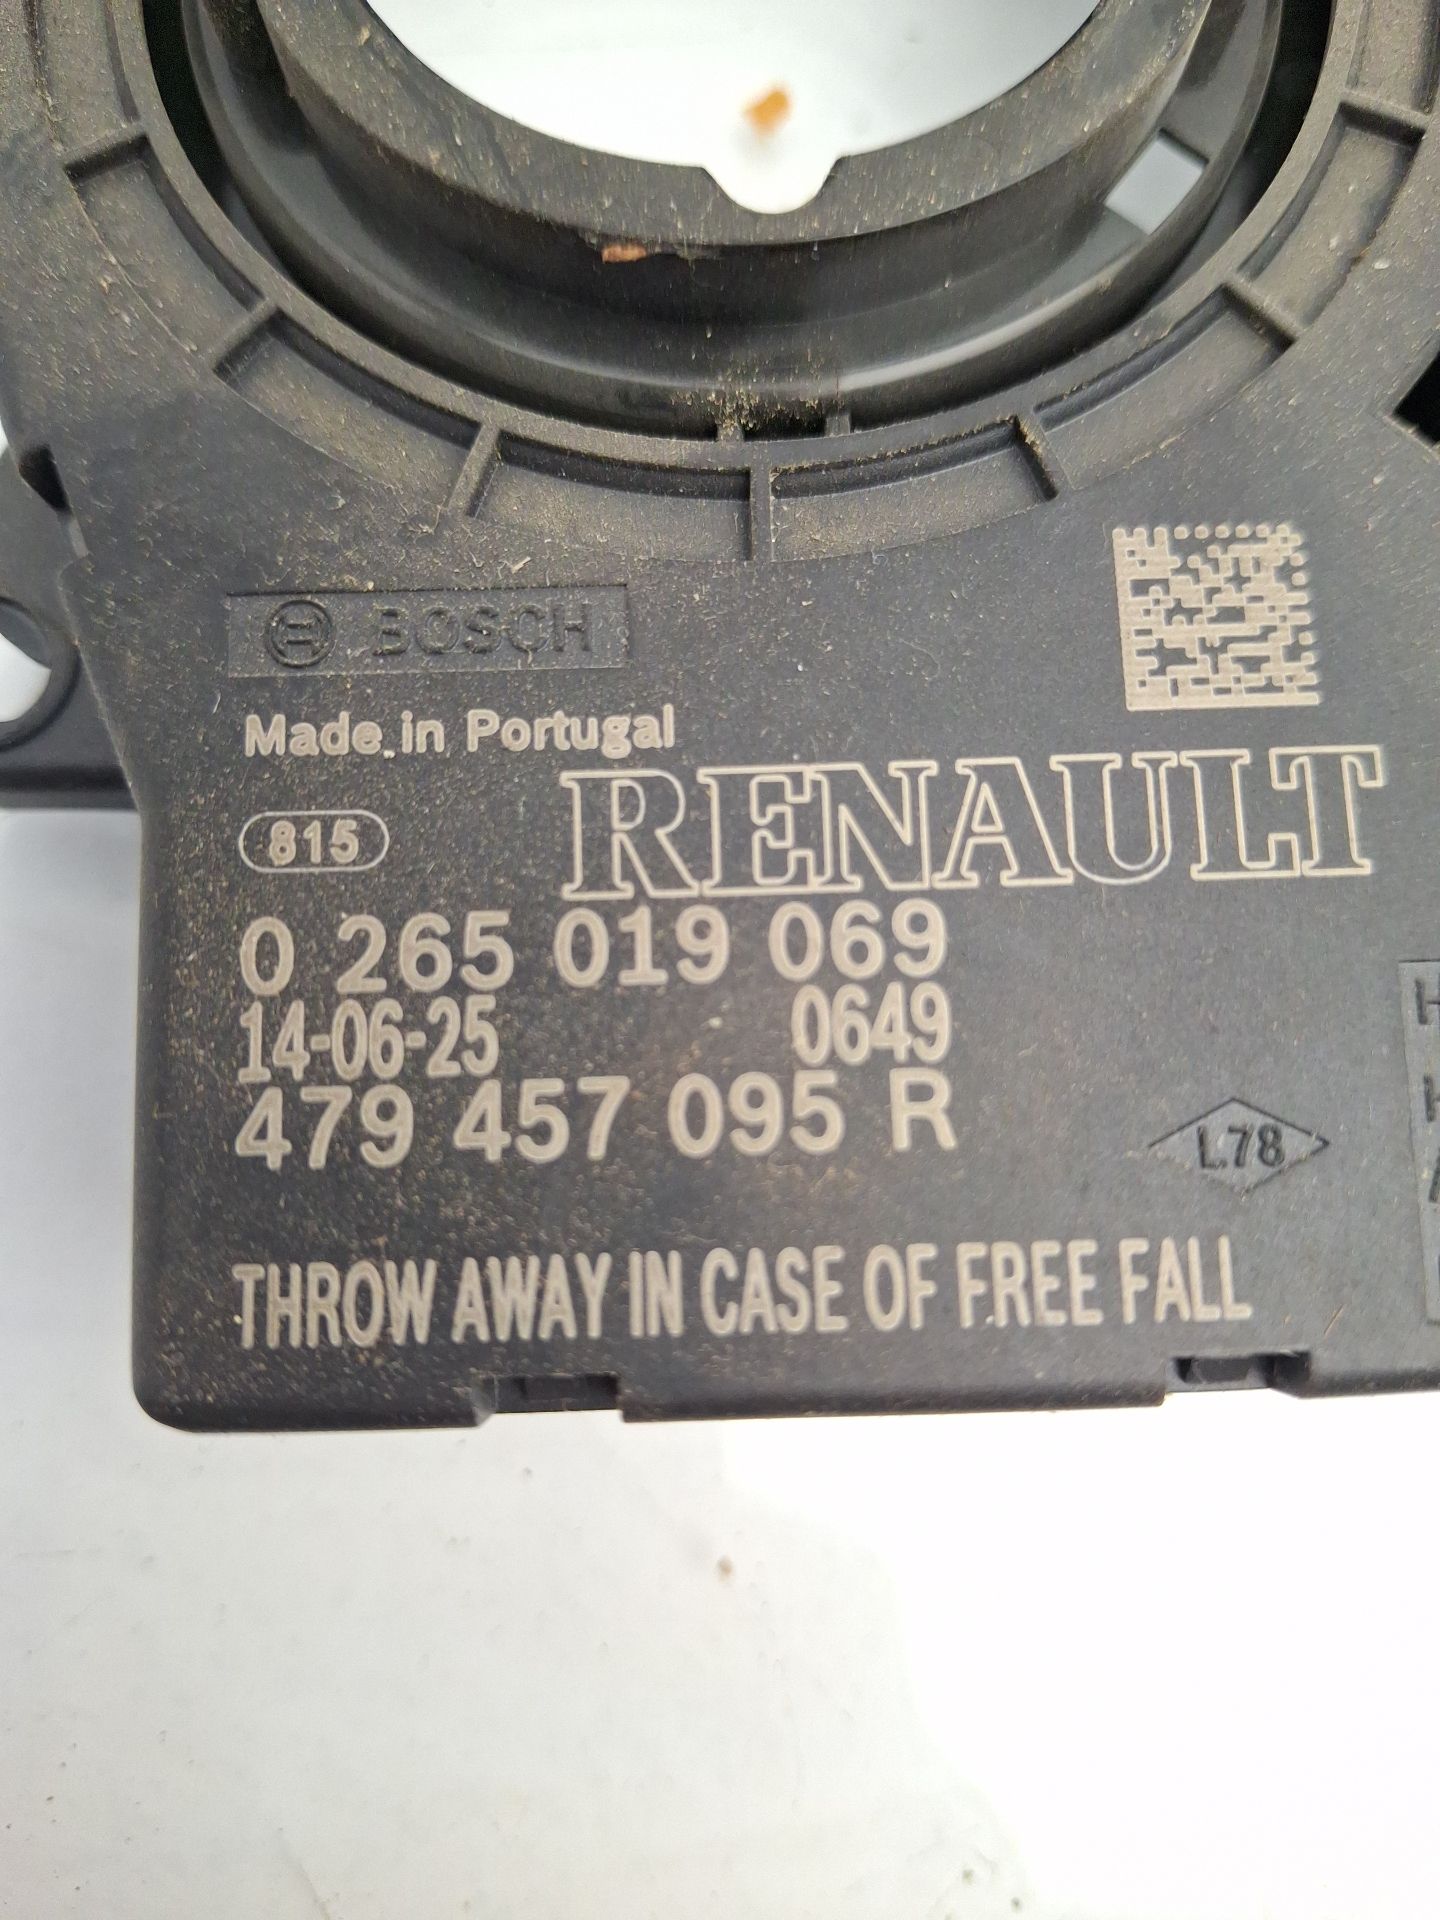 BOSCH
Made in Portugal
815
RENAULT
0 265 019 069
14-06-25 0649
479 457 095 R
L78
THROW AWAY IN CASE OF FREE FALL